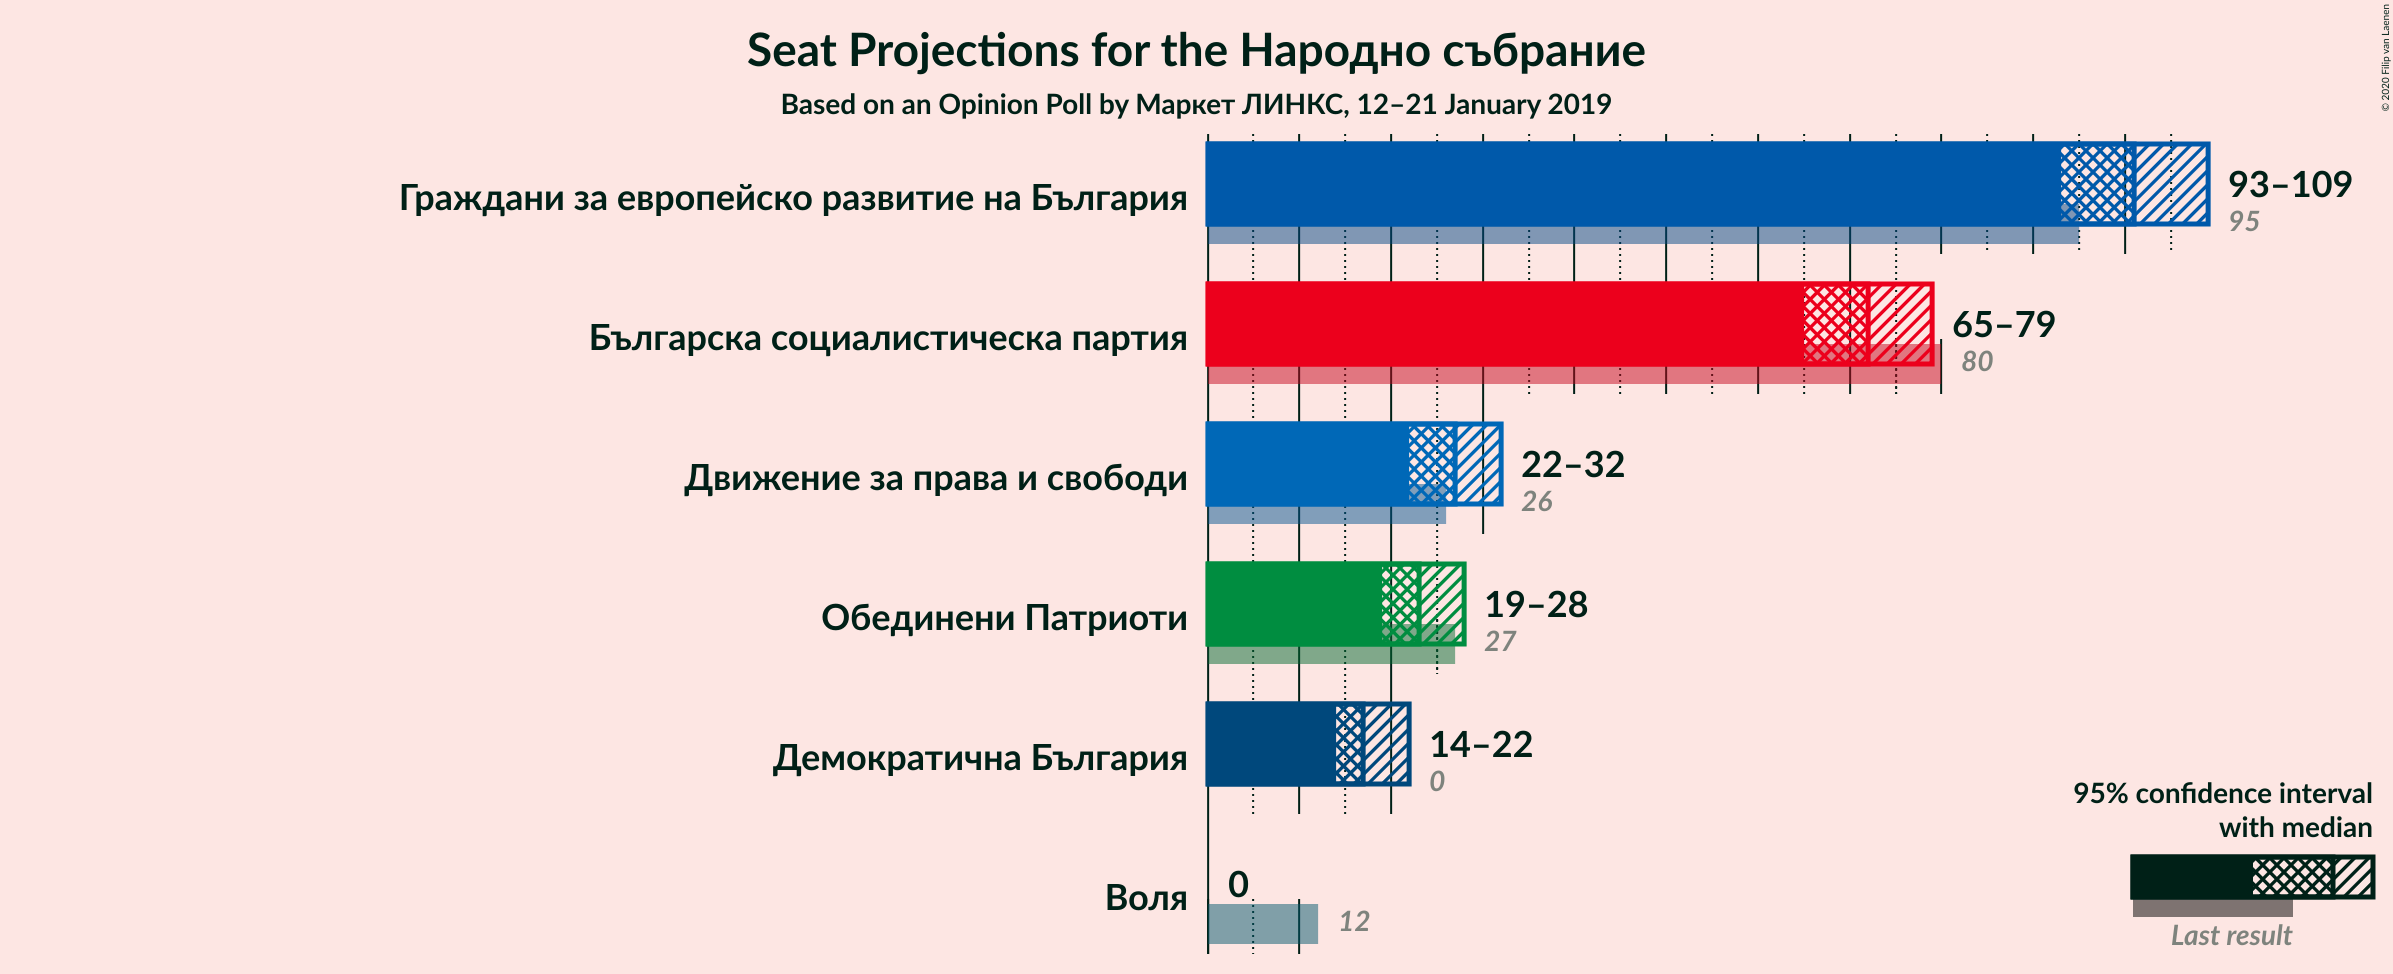 Seat Projections for the Народно събрание
Based on an Opinion Poll by Маркет ЛИНКС, 12–21 January 2019
© 2020 Filip van Laenen
Граждани за европейско развитие на България
93–109
95
Българска социалистическа партия
65–79
80
Движение за права и свободи
22–32
26
Обединени Патриоти
19–28
27
Демократична България
14–22
0
Воля
0
12
95% confidence interval
with median
Last result